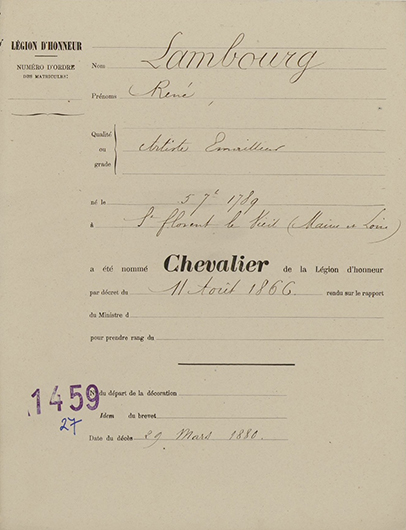 LÉGION D'HONNEUR
NUMÉRO D'ORDRE
DES MATRICULES:
Nom Lambourg
Prénoms René,
Qualité
ou
grade
Artiste Emailleur
né le 5 7e 1789
à St florent le Vieil (Maine et Loire)
a été nommé Chevalier de la Légion d'honneur
par décret du 11 Août 1866. rendu sur le rapport
du Ministre d
pour prendre rang du
1459
N° du départ de la décoration
27
Idem du brevet
Date du décès 29 Mars 1880.